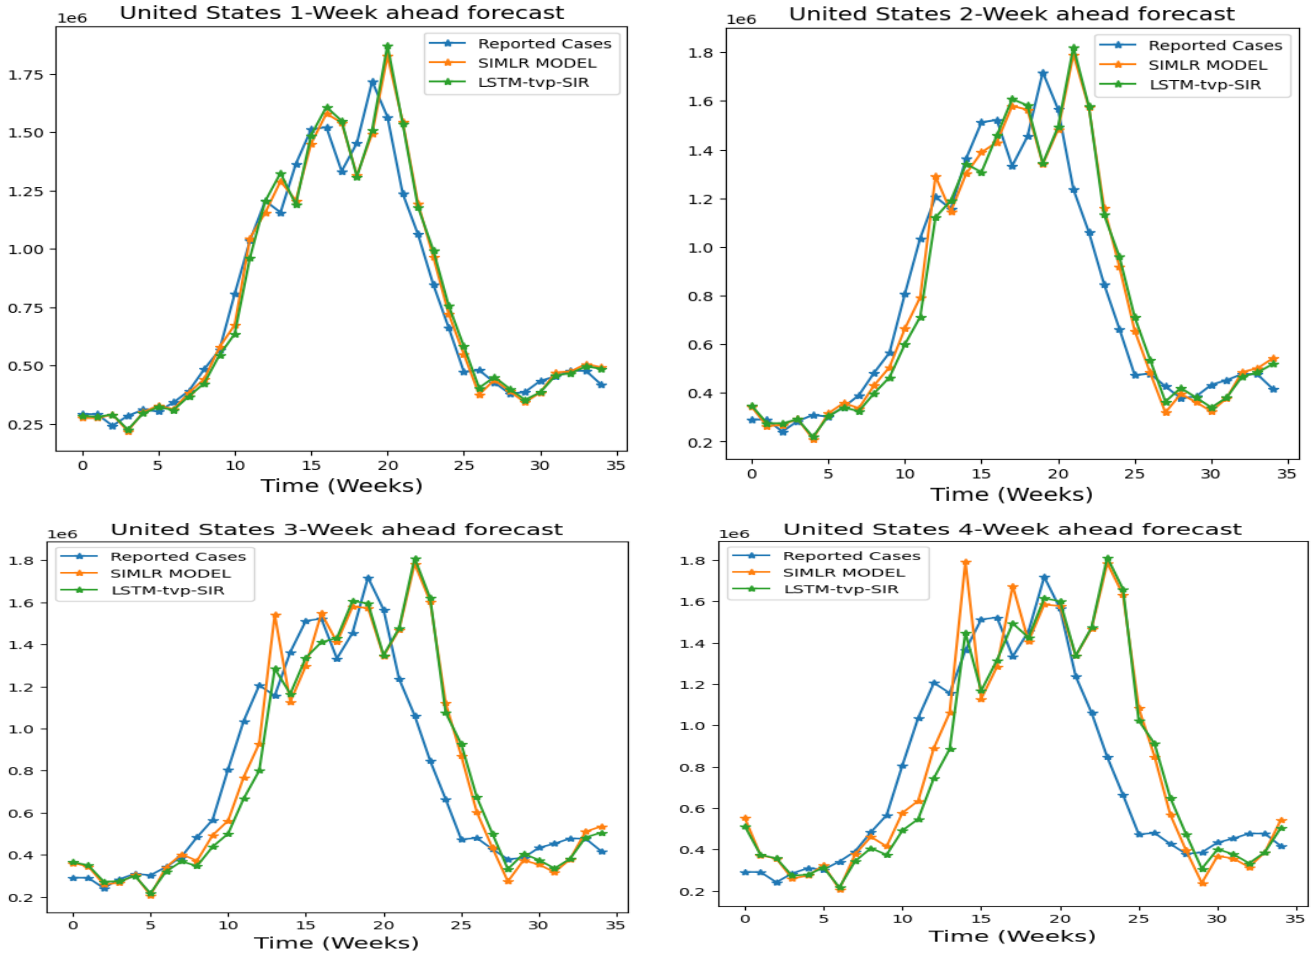 United States 1-Week ahead forecast
1e6
Reported Cases
SIMLR MODEL
LSTM-tvp-SIR
1.75
1.50
1.25
1.00
0.75
0.50
0.25
0 5 10 15 20 25 30 35
Time (Weeks)
United States 2-Week ahead forecast
1e6
Reported Cases
SIMLR MODEL
LSTM-tvp-SIR
1.8
1.6
1.4
1.2
1.0
0.8
0.6
0.4
0.2
0 5 10 15 20 25 30 35
Time (Weeks)
United States 3-Week ahead forecast
1e6
Reported Cases
SIMLR MODEL
LSTM-tvp-SIR
1.8
1.6
1.4
1.2
1.0
0.8
0.6
0.4
0.2
0 5 10 15 20 25 30 35
Time (Weeks)
United States 4-Week ahead forecast
1e6
Reported Cases
SIMLR MODEL
LSTM-tvp-SIR
1.8
1.6
1.4
1.2
1.0
0.8
0.6
0.4
0.2
0 5 10 15 20 25 30 35
Time (Weeks)